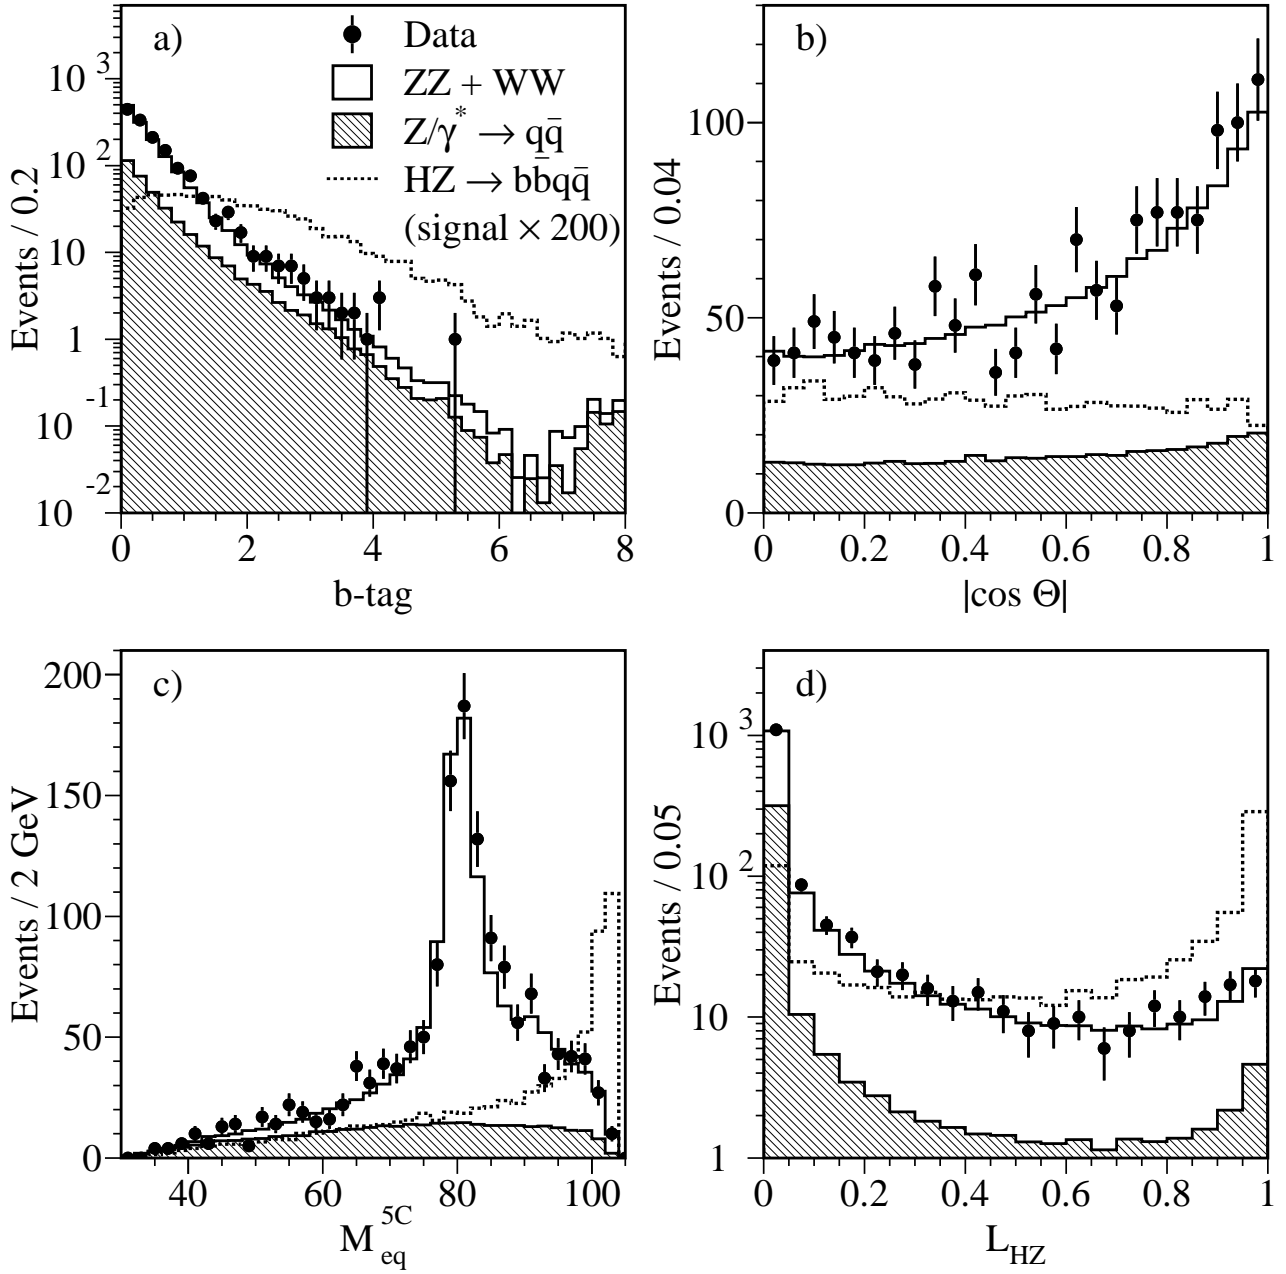 a)
Data
ZZ + WW
Z/γ* → qq̄
HZ → bb̄qq̄
(signal × 200)
Events / 0.2
10 3
10 2
10
1
10 -1
10 -2
0 2 4 6 8
b-tag
b)
Events / 0.04
100
50
0
0 0.2 0.4 0.6 0.8 1
|cos Θ|
c)
Events / 2 GeV
200
150
100
50
0
40 60 80 100
M 5C eq
d)
Events / 0.05
10 3
10 2
10
1
0 0.2 0.4 0.6 0.8 1
L HZ